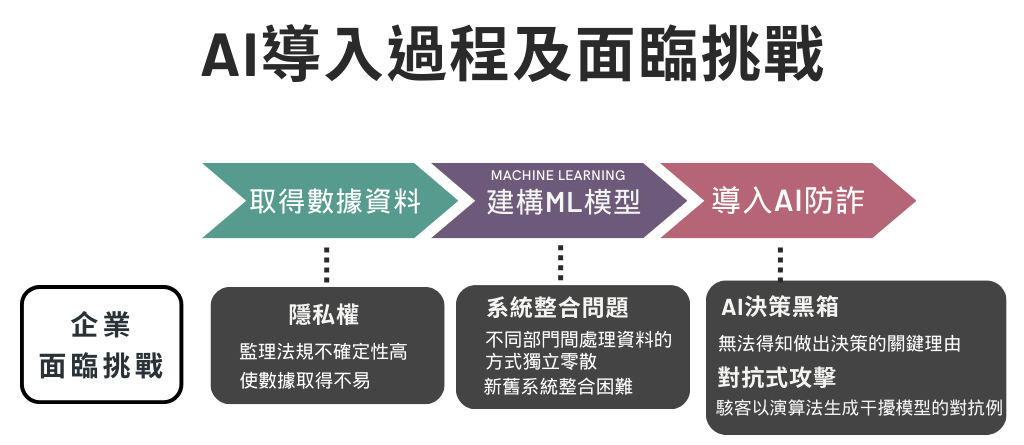 AI導入過程及面臨挑戰
取得數據資料
MACHINE LEARNING
建構ML模型
導入AI防詐
企業
面臨挑戰
隱私權
監理法規不確定性高
使數據取得不易
系統整合問題
不同部門間處理資料的
方式獨立零散
新舊系統整合困難
AI決策黑箱
無法得知做出決策的關鍵理由
對抗式攻擊
駭客以演算法生成干擾模型的對抗例